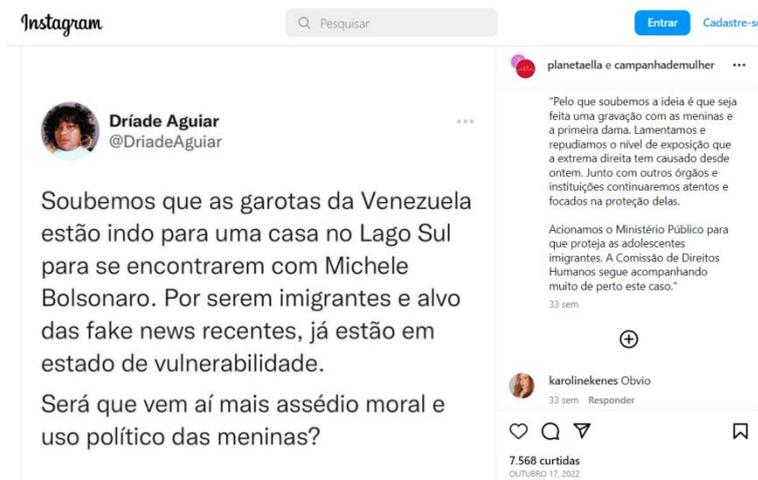 Instagram
Pesquisar
Entrar
Cadastre-s
Dríade Aguiar
@DriadeAguiar
Soubemos que as garotas da Venezuela
estão indo para uma casa no Lago Sul
para se encontrarem com Michele
Bolsonaro. Por serem imigrantes e alvo
das fake news recentes, já estão em
estado de vulnerabilidade.
Será que vem aí mais assédio moral e
uso político das meninas?
planetaella e campanhademulher
"Pelo que soubemos a ideia é que seja
feita uma gravação com as meninas e
a primeira dama. Lamentamos e
repudiamos o nível de exposição que
a extrema direita tem causado desde
ontem. Junto com outros órgãos e
instituições continuaremos atentos e
focados na proteção delas.
Acionamos o Ministério Público para
que proteja as adolescentes
imigrantes. A Comissão de Direitos
Humanos segue acompanhando
muito de perto este caso."
33 sem
karolinekenes Obvio
33 sem Responder
7.568 curtidas
OUTUBRO 17, 2022